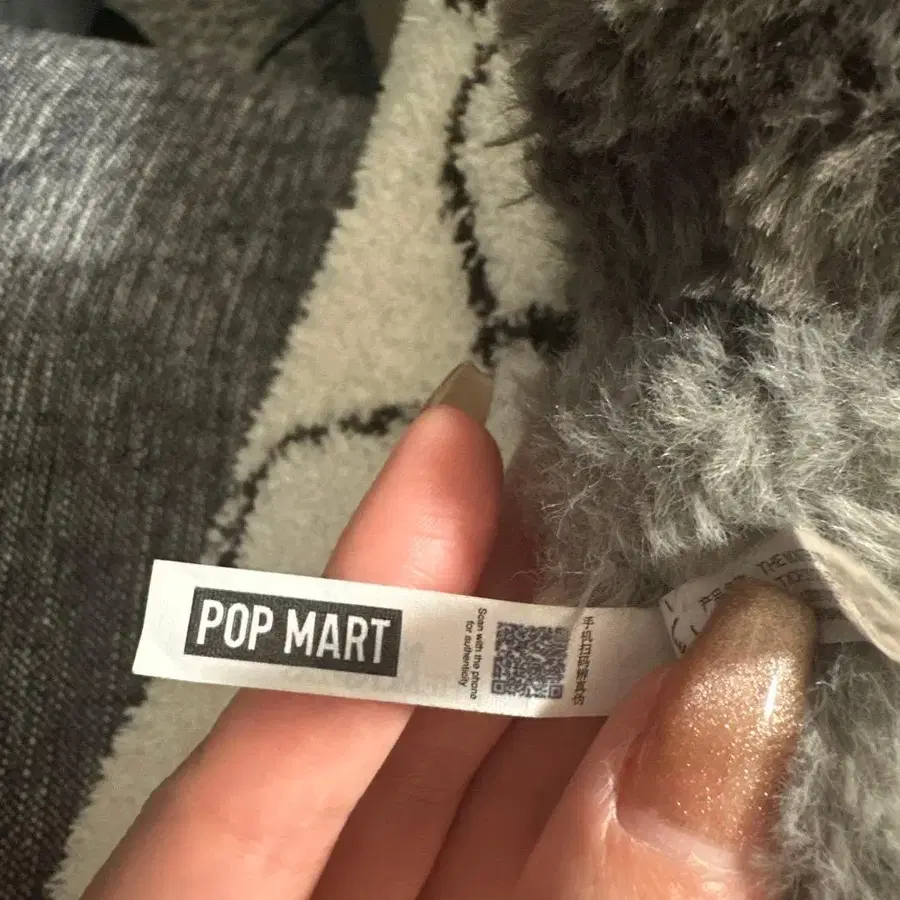 POP MART
Scan with the phone
for authenticity
手机扫码辨真伪